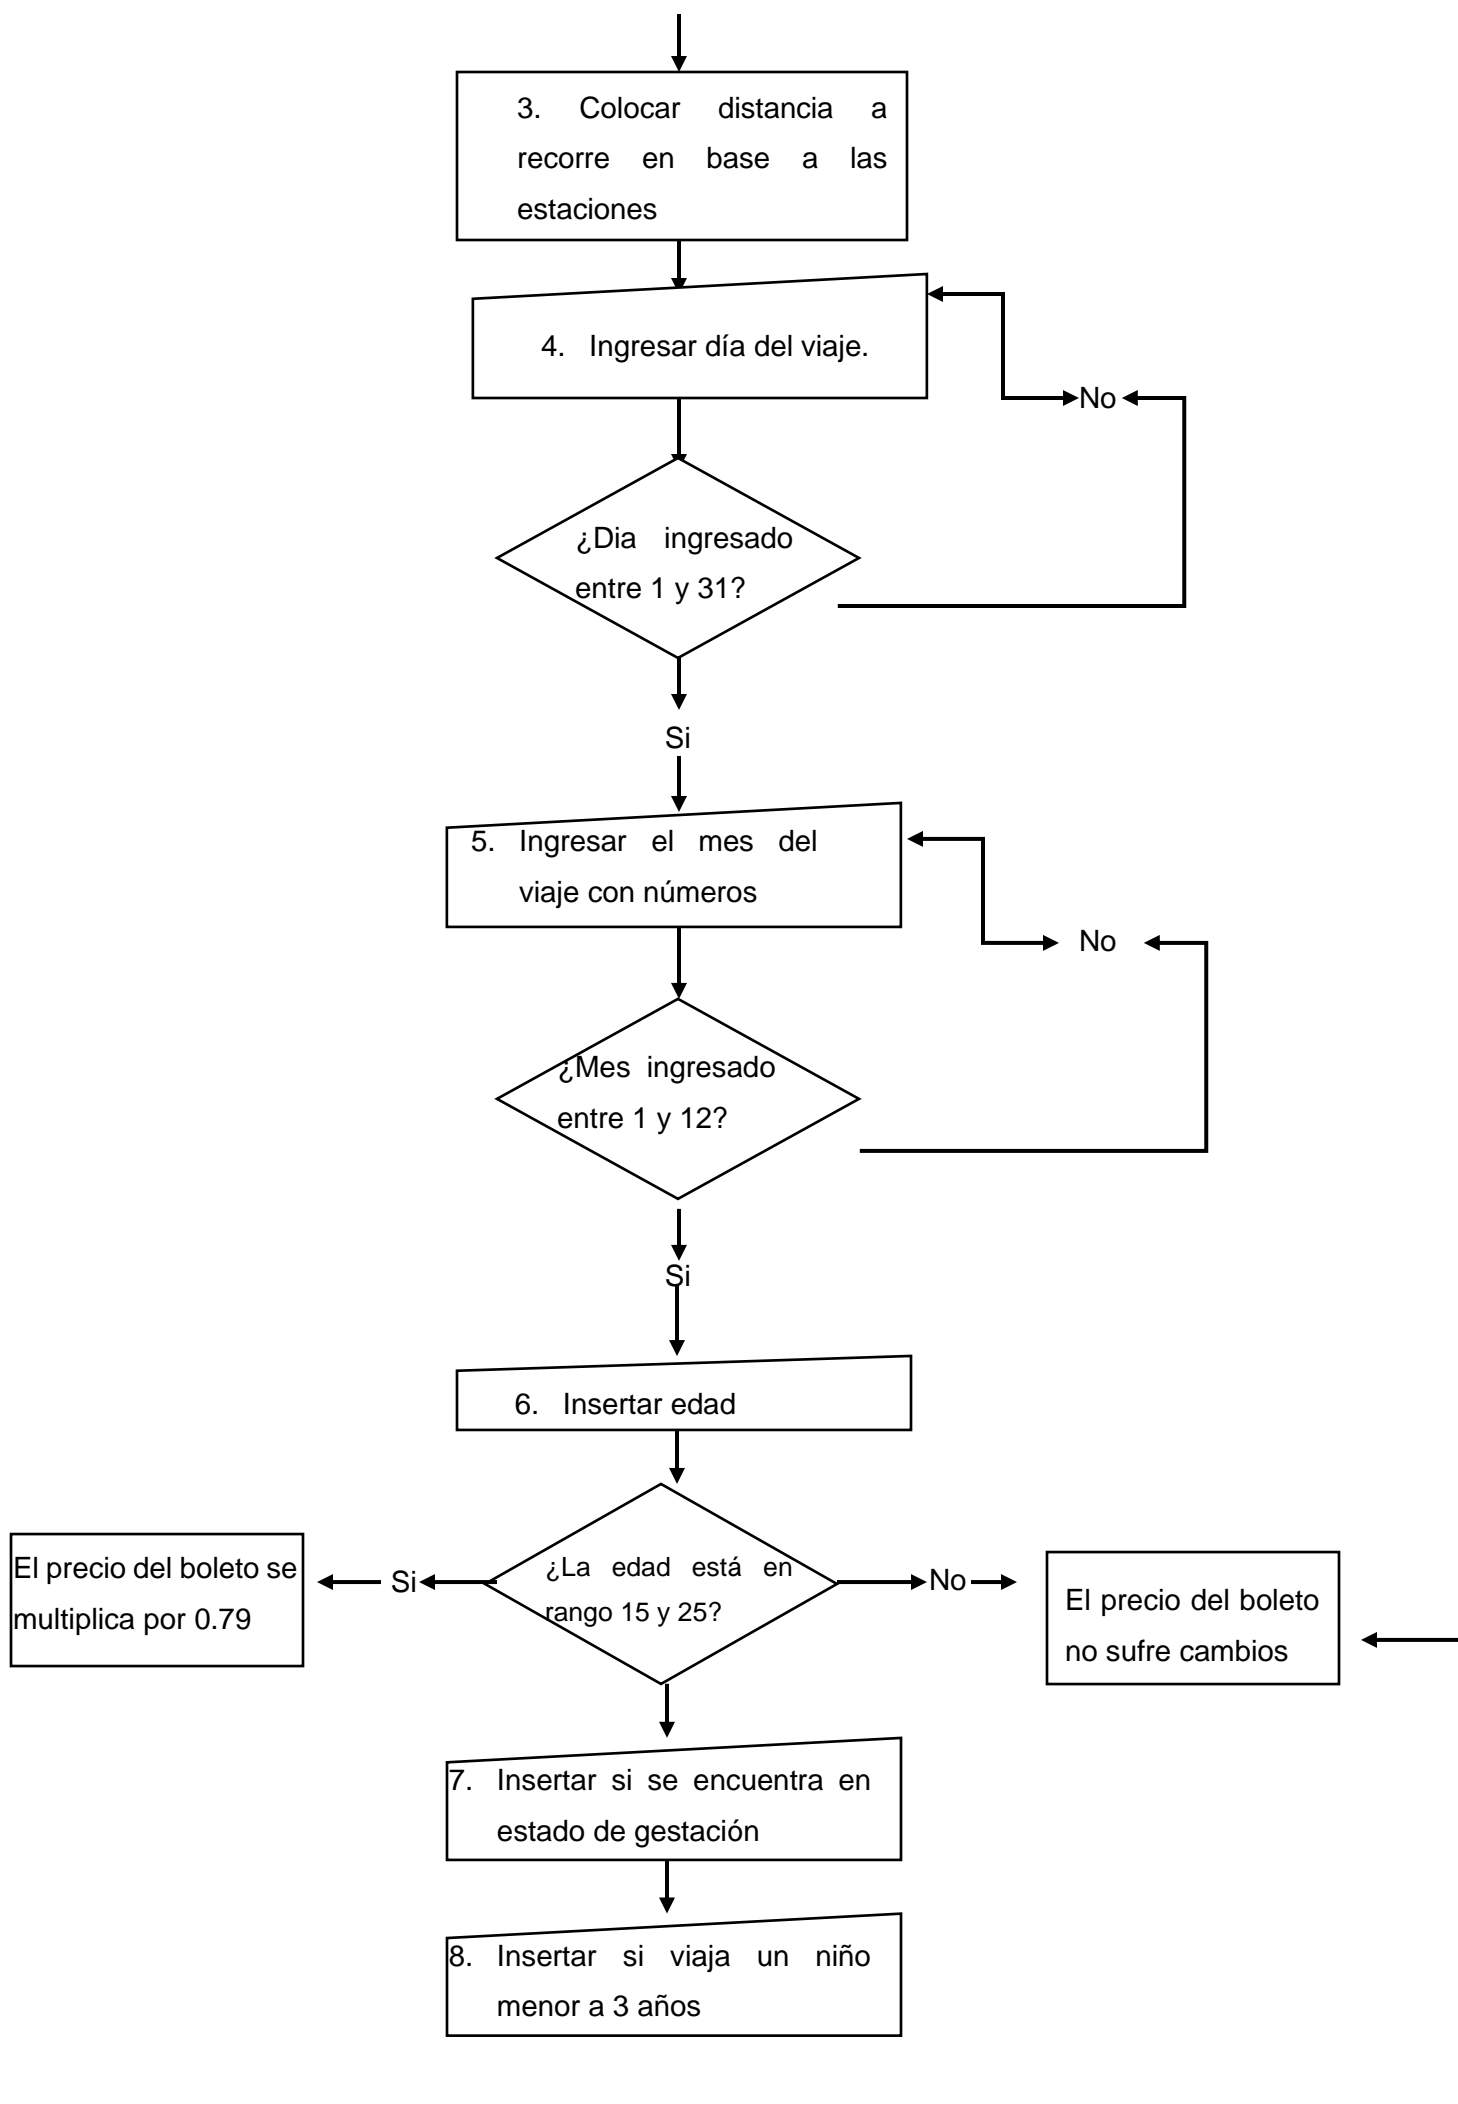 3. Colocar distancia a
recorre en base a las
estaciones
4. Ingresar día del viaje.
No
¿Dia ingresado
entre 1 y 31?
Si
5. Ingresar el mes del
viaje con números
No
¿Mes ingresado
entre 1 y 12?
Si
6. Insertar edad
El precio del boleto se
multiplica por 0.79
Si
¿La edad está en
rango 15 y 25?
No
El precio del boleto
no sufre cambios
7. Insertar si se encuentra en
estado de gestación
8. Insertar si viaja un niño
menor a 3 años